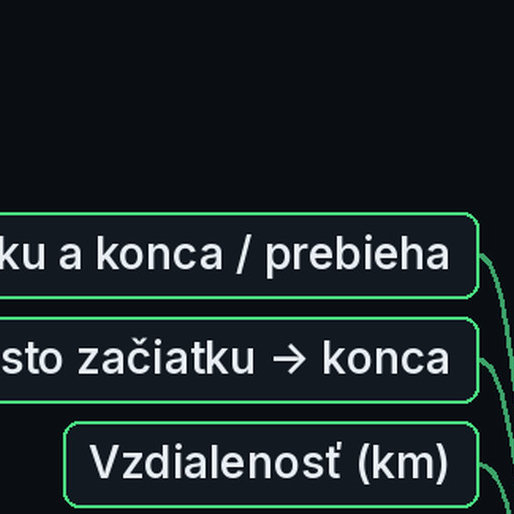 ku a konca / prebieha
sto začiatku → konca
Vzdialenosť (km)